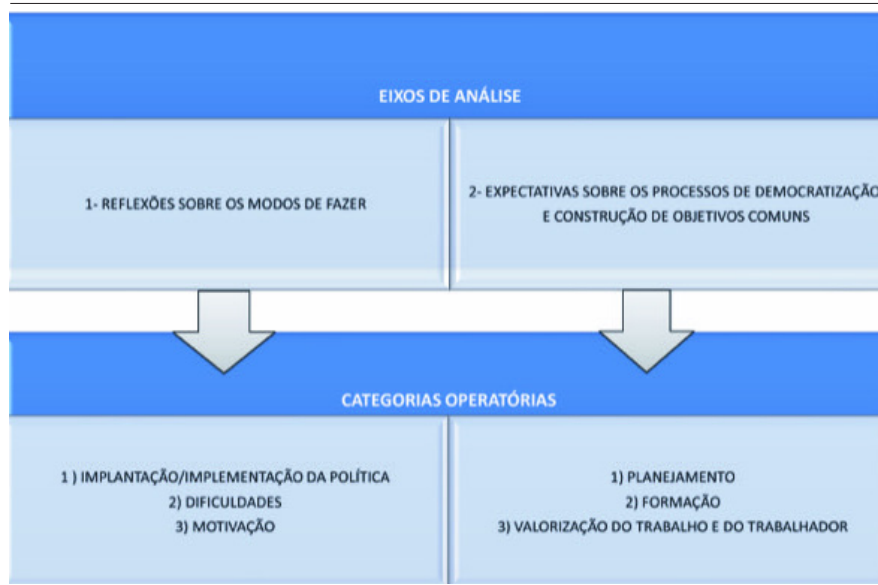 EIXOS DE ANÁLISE
1- REFLEXÕES SOBRE OS MODOS DE FAZER
2- EXPECTATIVAS SOBRE OS PROCESSOS DE DEMOCRATIZAÇÃO
E CONSTRUÇÃO DE OBJETIVOS COMUNS
CATEGORIAS OPERATÓRIAS
1 ) IMPLANTAÇÃO/IMPLEMENTAÇÃO DA POLÍTICA
2) DIFICULDADES
3) MOTIVAÇÃO
1) PLANEJAMENTO
2) FORMAÇÃO
3) VALORIZAÇÃO DO TRABALHO E DO TRABALHADOR